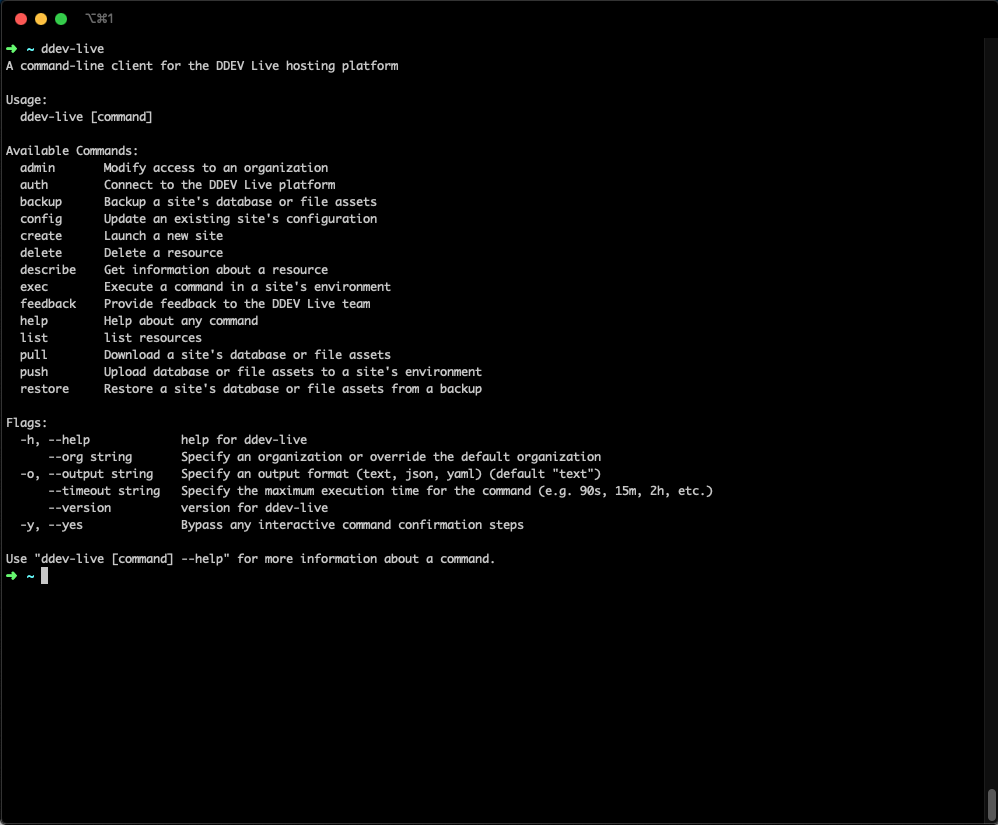 ⌥⌘1
➜ ~ ddev-live
A command-line client for the DDEV Live hosting platform

Usage:
  ddev-live [command]

Available Commands:
  admin       Modify access to an organization
  auth        Connect to the DDEV Live platform
  backup      Backup a site's database or file assets
  config      Update an existing site's configuration
  create      Launch a new site
  delete      Delete a resource
  describe    Get information about a resource
  exec        Execute a command in a site's environment
  feedback    Provide feedback to the DDEV Live team
  help        Help about any command
  list        list resources
  pull        Download a site's database or file assets
  push        Upload database or file assets to a site's environment
  restore     Restore a site's database or file assets from a backup

Flags:
  -h, --help             help for ddev-live
      --org string       Specify an organization or override the default organization
  -o, --output string    Specify an output format (text, json, yaml) (default "text")
      --timeout string   Specify the maximum execution time for the command (e.g. 90s, 15m, 2h, etc.)
      --version          version for ddev-live
  -y, --yes              Bypass any interactive command confirmation steps

Use "ddev-live [command] --help" for more information about a command.
➜ ~